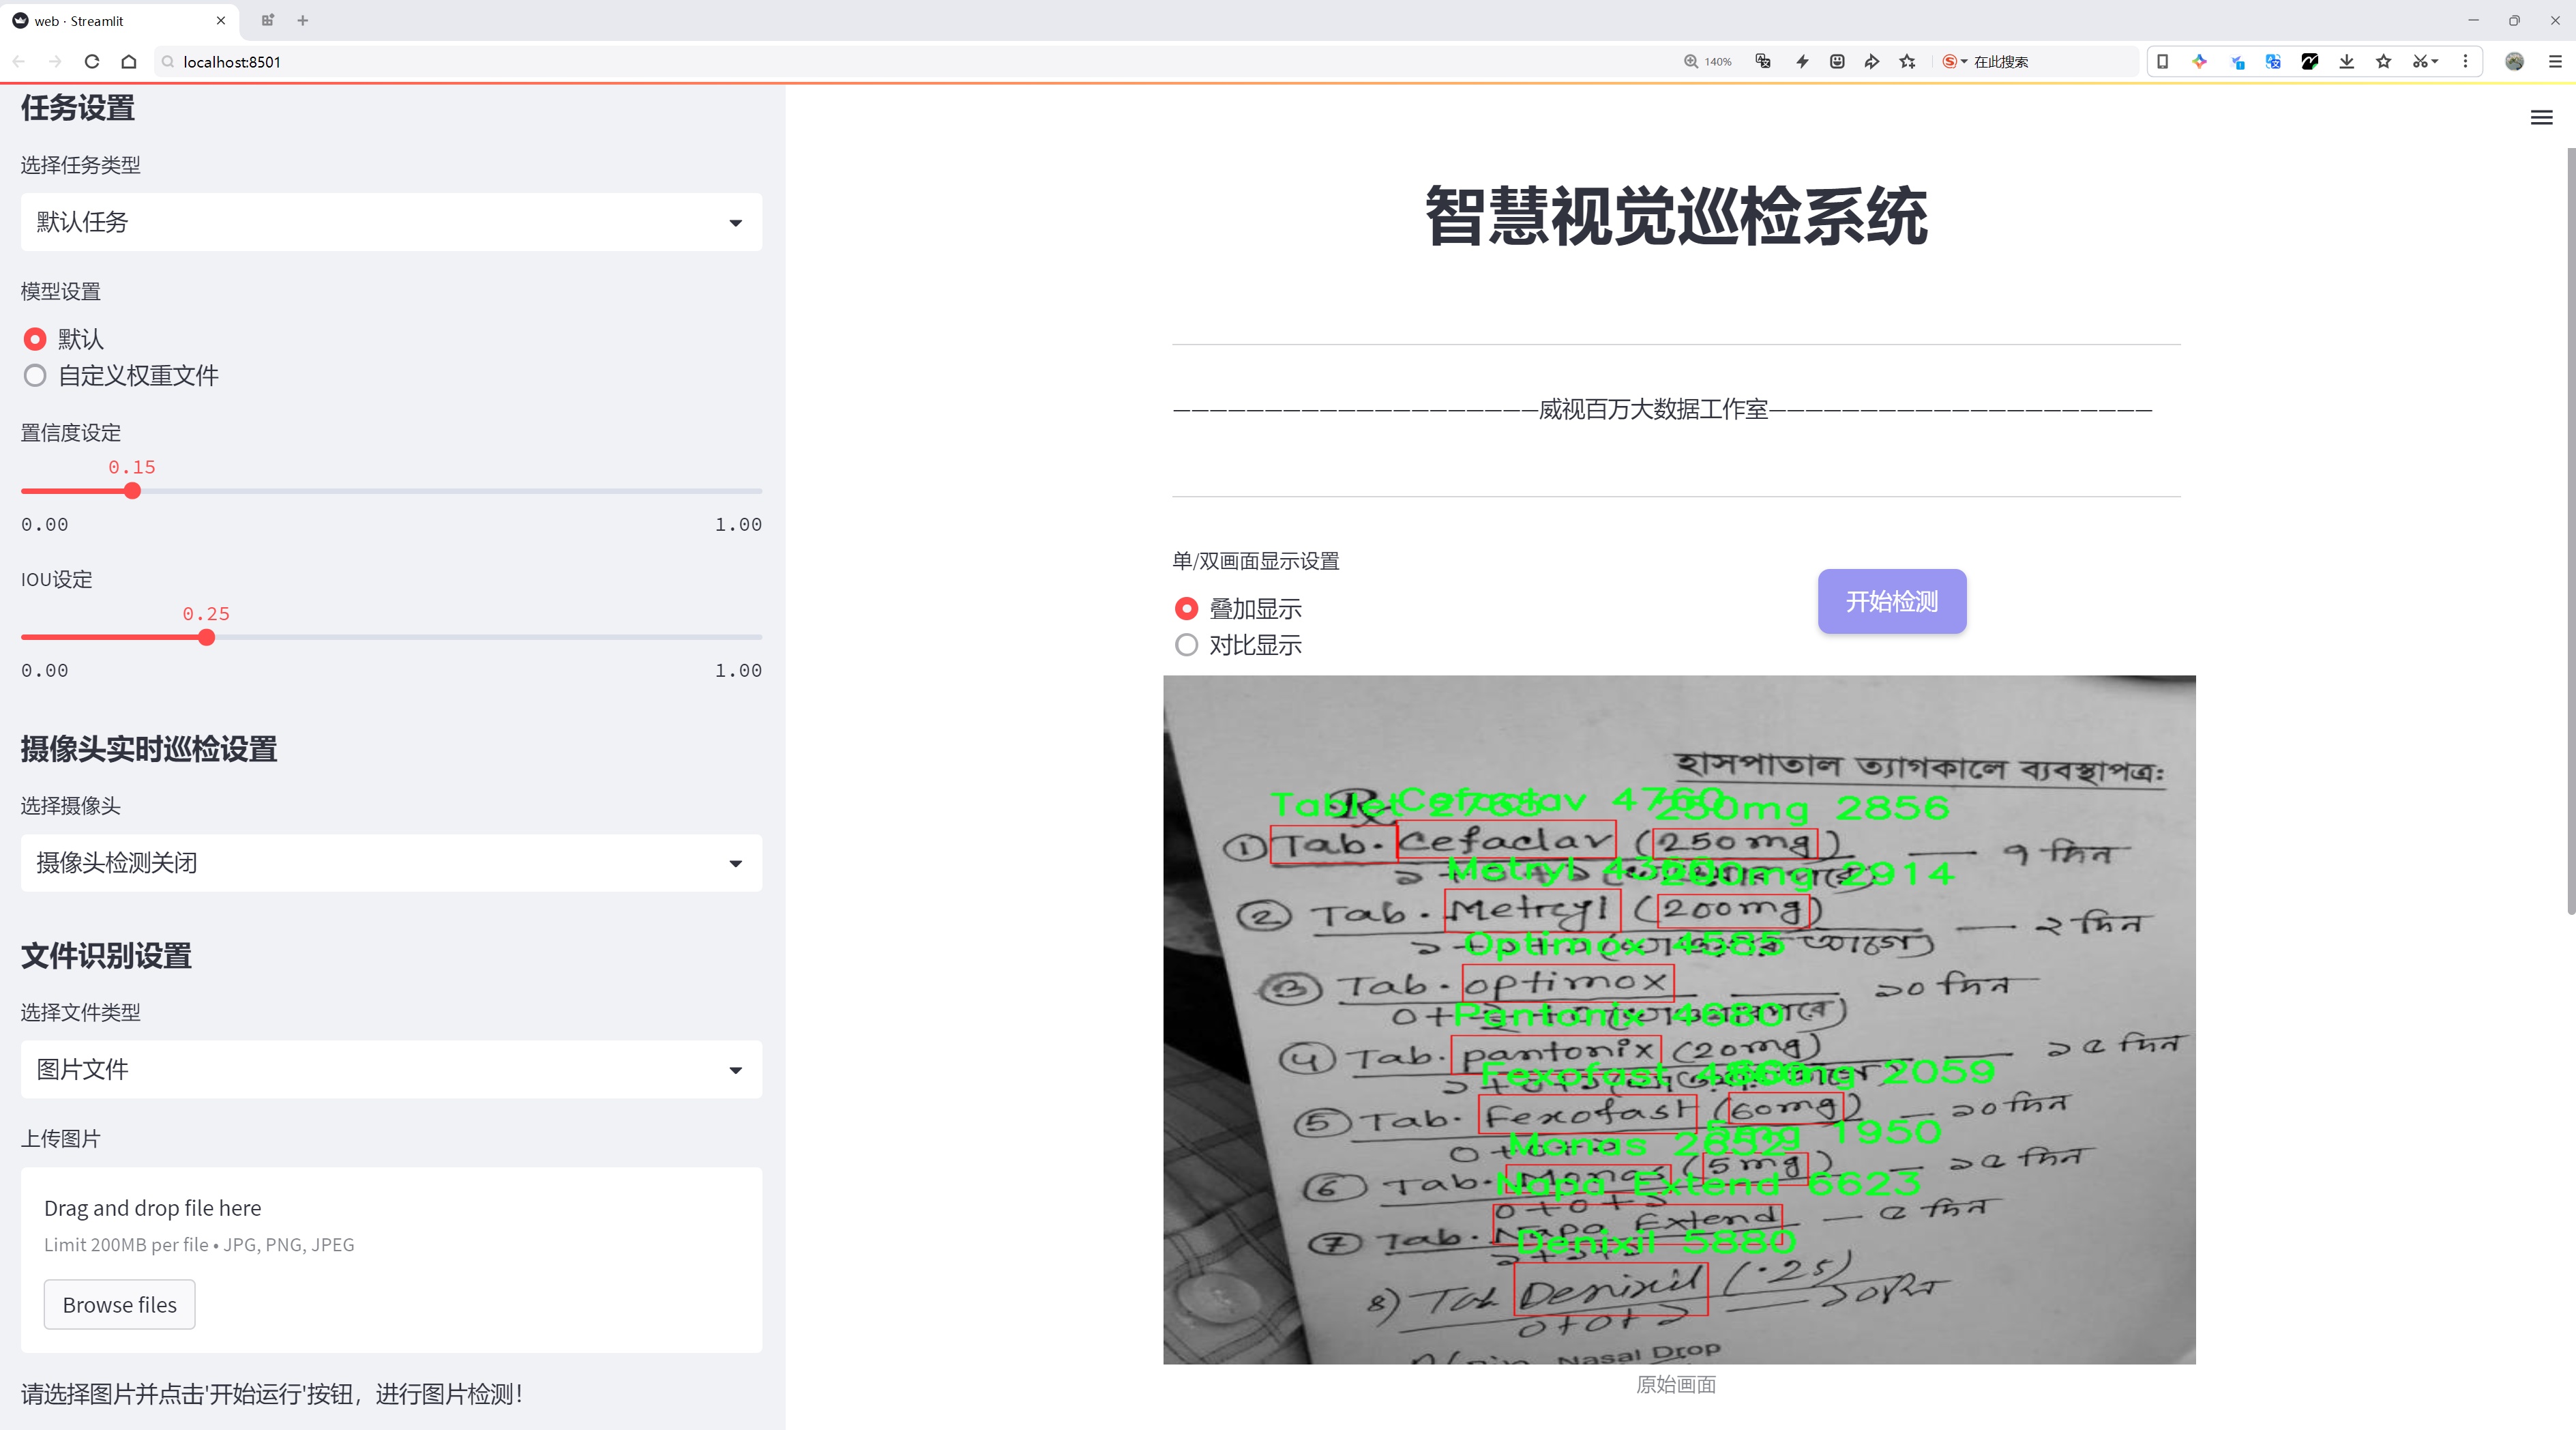 web · Streamlit
localhost:8501
140%
在此搜索
任务设置
选择任务类型
默认任务
模型设置
默认
自定义权重文件
置信度设定
0.15
0.00 1.00
IOU设定
0.25
0.00 1.00
摄像头实时巡检设置
选择摄像头
摄像头检测关闭
文件识别设置
选择文件类型
图片文件
上传图片
Drag and drop file here
Limit 200MB per file • JPG, PNG, JPEG
Browse files
请选择图片并点击'开始运行'按钮，进行图片检测！
智慧视觉巡检系统
————————————————————威视百万大数据工作室—————————————————————
单/双画面显示设置
叠加显示
对比显示
开始检测
হাসপাতাল ত্যাগকালে ব্যবস্থাপত্র:
Rx
Tablet Cefaclav 4760 250mg 2856
① Tab. Cefaclav (250mg) — ৭ দিন
Metryl 200mg 2914
② Tab. Metryl (200mg) — ২ দিন
Optimox 4585
③ Tab. optimox — ১০ দিন
Pantonix 4680
④ Tab. pantonix (20mg) — ১৫ দিন
Fexofast 60mg 2059
⑤ Tab. Fexofast (60mg) — ১০ দিন
Monas 2652 5mg 1950
⑥ Tab. Monas (5mg) — ১৫ দিন
০+০+১
Napa Extend 6623
⑦ Tab. Napa Extend — ৫ দিন
Denixil 5880
8) Tab Denixil (.25)
০+০+১
Nasal Drop
原始画面